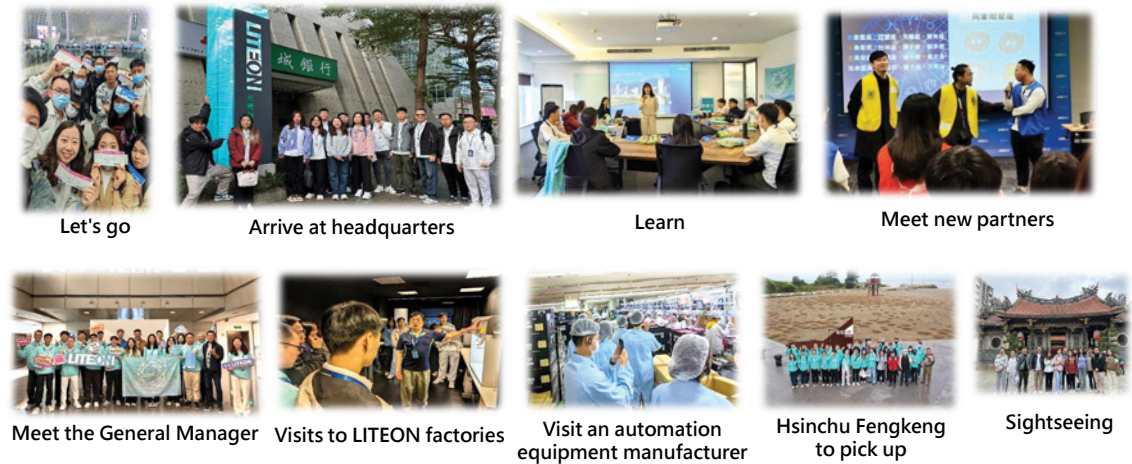 LITEON
城銀行
Let's go
Arrive at headquarters
Learn
Meet new partners
LITEON
Meet the General Manager
Visits to LITEON factories
Visit an automation
equipment manufacturer
Hsinchu Fengkeng
to pick up
Sightseeing